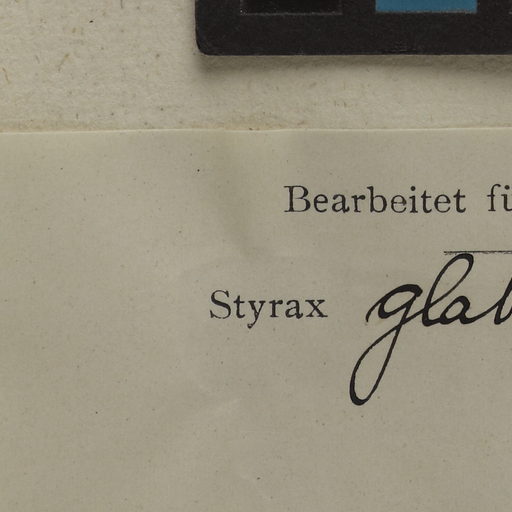 Bearbeitet fü
Styrax glab